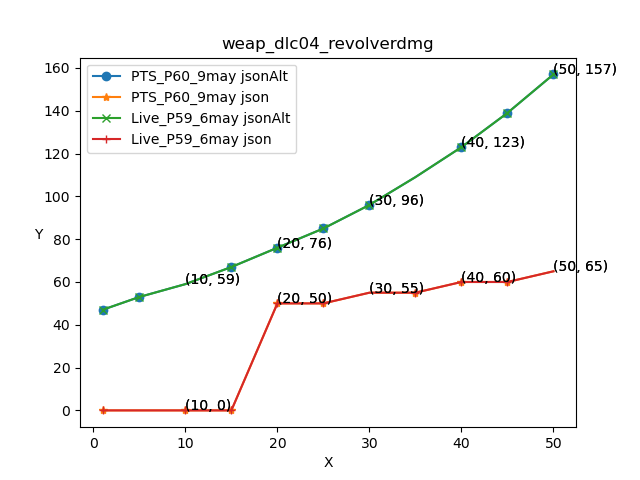 weap_dlc04_revolverdmg
PTS_P60_9may jsonAlt
PTS_P60_9may json
Live_P59_6may jsonAlt
Live_P59_6may json
(50, 157)
(40, 123)
(30, 96)
(20, 76)
(10, 59)
(50, 65)
(40, 60)
(30, 55)
(20, 50)
(10, 0)
160
140
120
100
80
60
40
20
0
Y
0 10 20 30 40 50
X